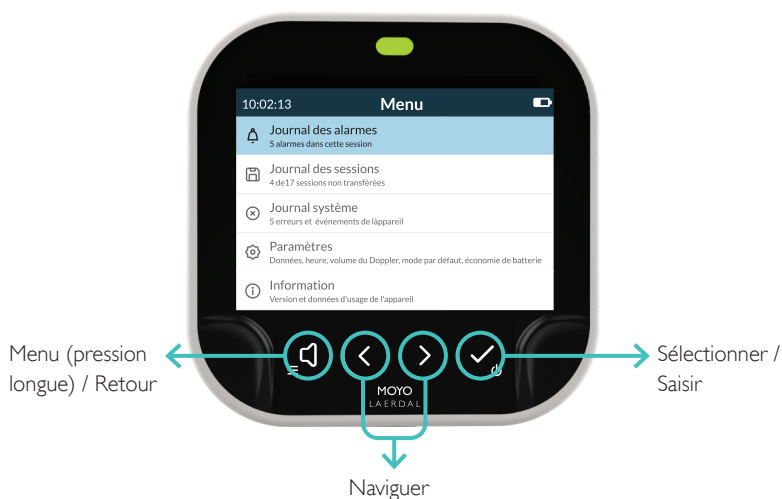 10:02:13 Menu
Journal des alarmes
5 alarmes dans cette session
Journal des sessions
4 de17 sessions non transférées
Journal système
5 erreurs et événements de làppareil
Paramètres
Données, heure, volume du Doppler, mode par défaut, économie de batterie
Information
Version et données d'usage de l'appareil
Menu (pression
longue) / Retour
Sélectionner /
Saisir
MOYO
LAERDAL
Naviguer